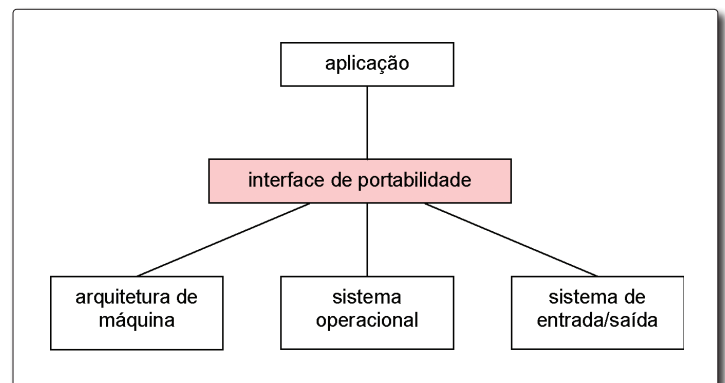 aplicação
interface de portabilidade
arquitetura de
máquina
sistema
operacional
sistema de
entrada/saída